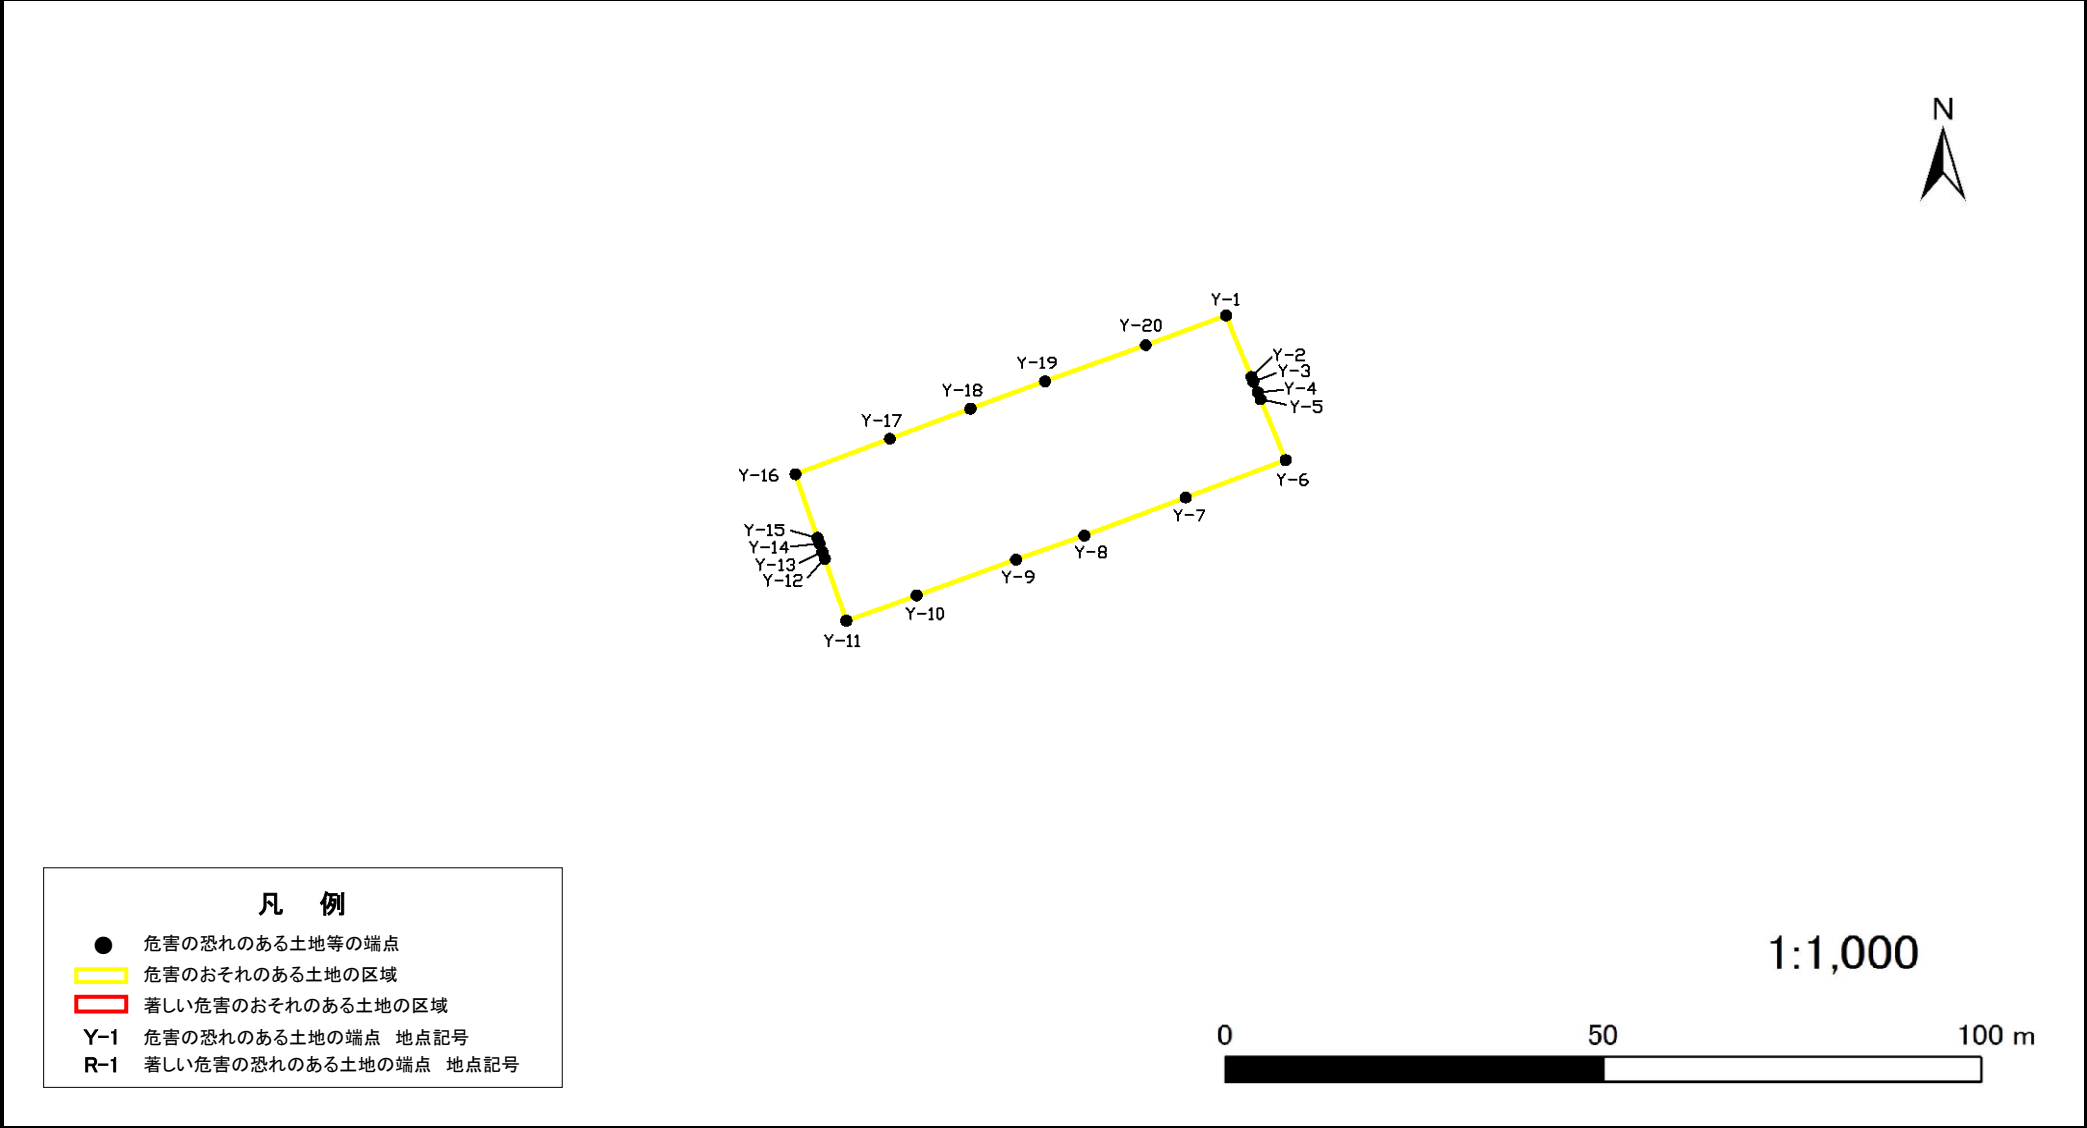 N
Y-1
Y-20
Y-2
Y-19
Y-3
Y-4
Y-18
Y-5
Y-17
Y-16
Y-6
Y-7
Y-15
Y-14
Y-8
Y-13
Y-9
Y-12
Y-10
Y-11
凡 例
危害の恐れのある土地等の端点
危害のおそれのある土地の区域
著しい危害のおそれのある土地の区域
Y-1 危害の恐れのある土地の端点 地点記号
R-1 著しい危害の恐れのある土地の端点 地点記号
1:1,000
0 50 100 m